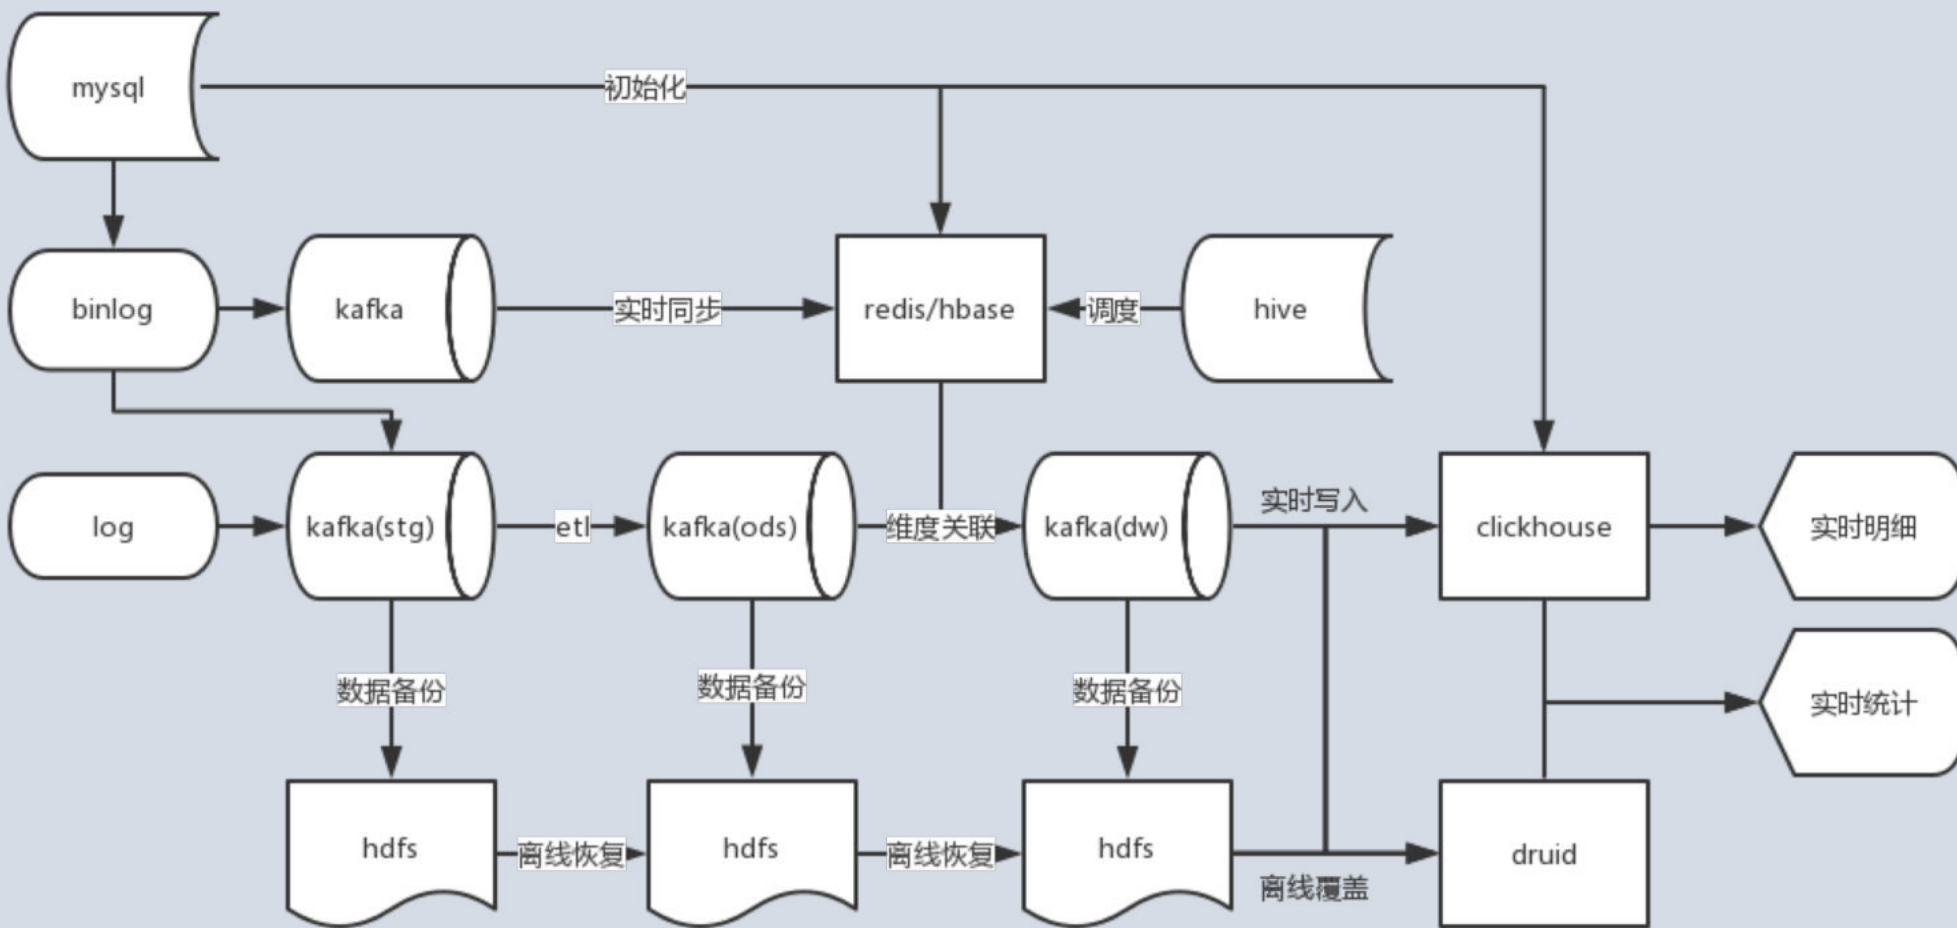 mysql
初始化
binlog
kafka
实时同步
redis/hbase
调度
hive
log
kafka(stg)
etl
kafka(ods)
维度关联
kafka(dw)
实时写入
clickhouse
实时明细
数据备份
数据备份
数据备份
实时统计
hdfs
离线恢复
hdfs
离线恢复
hdfs
离线覆盖
druid